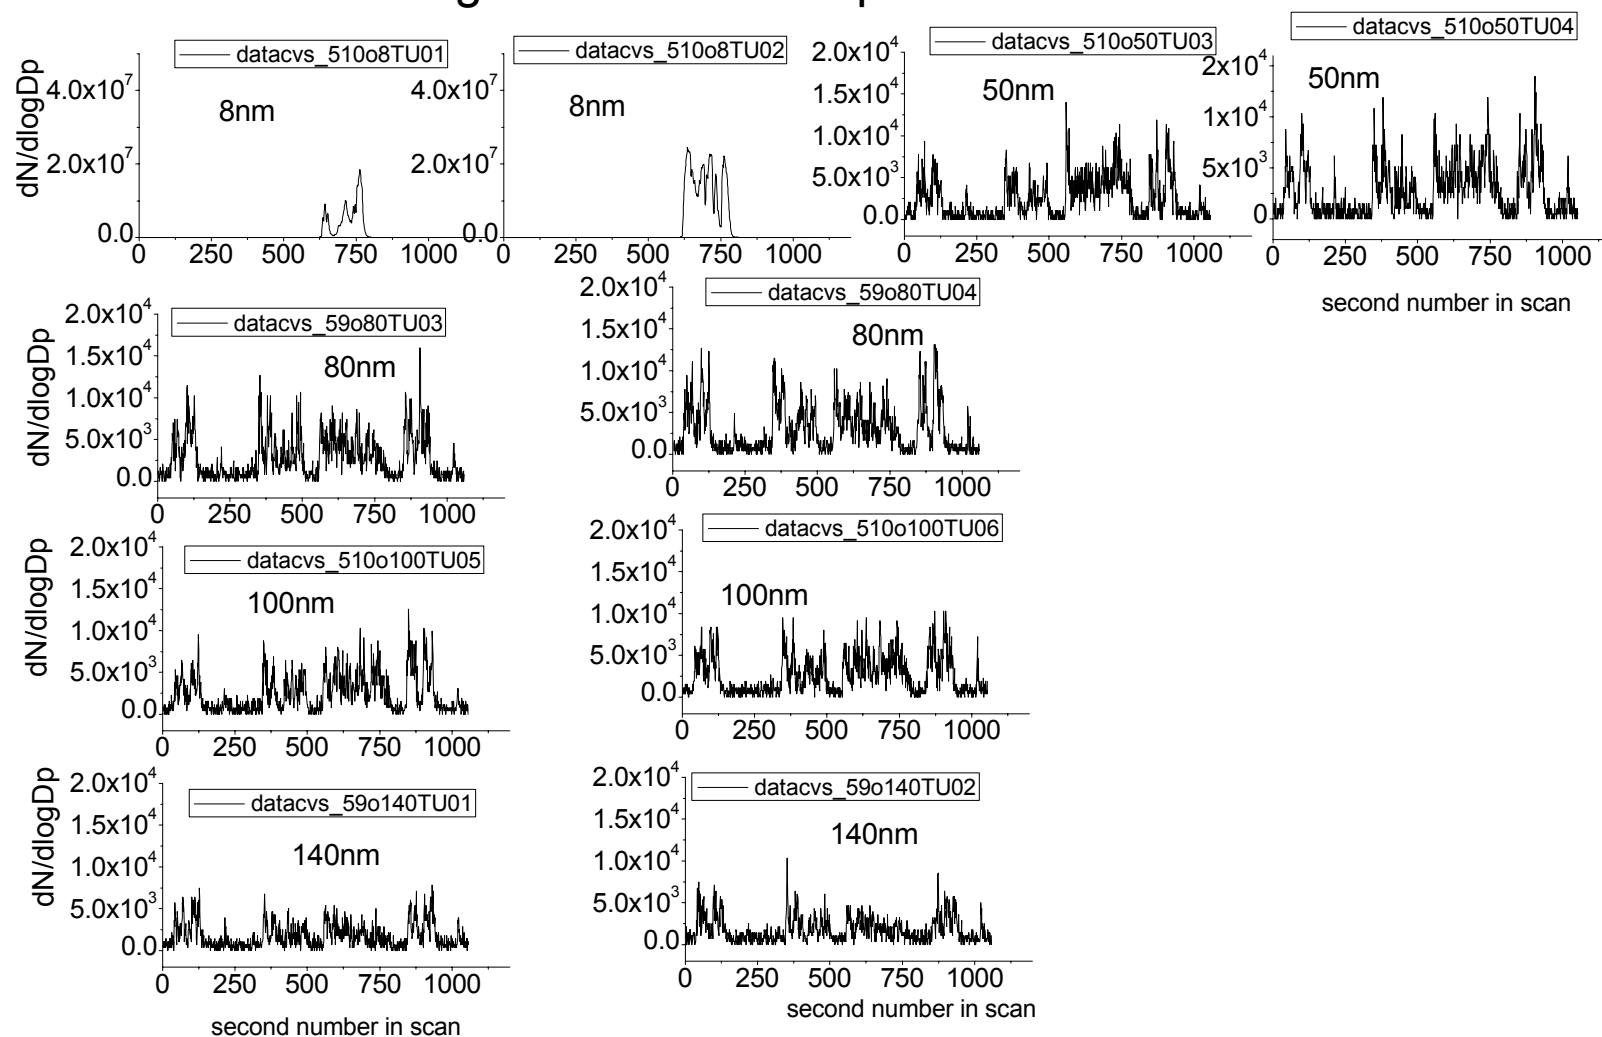 datacvs_510o8TU01
datacvs_510o8TU02
datacvs_510o50TU03
datacvs_510o50TU04
dN/dlogDp
4.0x10⁷
2.0x10⁷
0.0
8nm
0 250 500 750 1000
4.0x10⁷
2.0x10⁷
0.0
8nm
0 250 500 750 1000
2.0x10⁴
1.5x10⁴
1.0x10⁴
5.0x10³
0.0
50nm
0 250 500 750 1000
2x10⁴
1x10⁴
5x10³
0
50nm
0 250 500 750 1000
second number in scan
datacvs_59o80TU03
dN/dlogDp
2.0x10⁴
1.5x10⁴
1.0x10⁴
5.0x10³
0.0
80nm
0 250 500 750 1000
datacvs_59o80TU04
2.0x10⁴
1.5x10⁴
1.0x10⁴
5.0x10³
0.0
80nm
0 250 500 750 1000
datacvs_510o100TU05
dN/dlogDp
2.0x10⁴
1.5x10⁴
1.0x10⁴
5.0x10³
0.0
100nm
0 250 500 750 1000
datacvs_510o100TU06
2.0x10⁴
1.5x10⁴
1.0x10⁴
5.0x10³
0.0
100nm
0 250 500 750 1000
datacvs_59o140TU01
dN/dlogDp
2.0x10⁴
1.5x10⁴
1.0x10⁴
5.0x10³
0.0
140nm
0 250 500 750 1000
second number in scan
datacvs_59o140TU02
2.0x10⁴
1.5x10⁴
1.0x10⁴
5.0x10³
0.0
140nm
0 250 500 750 1000
second number in scan